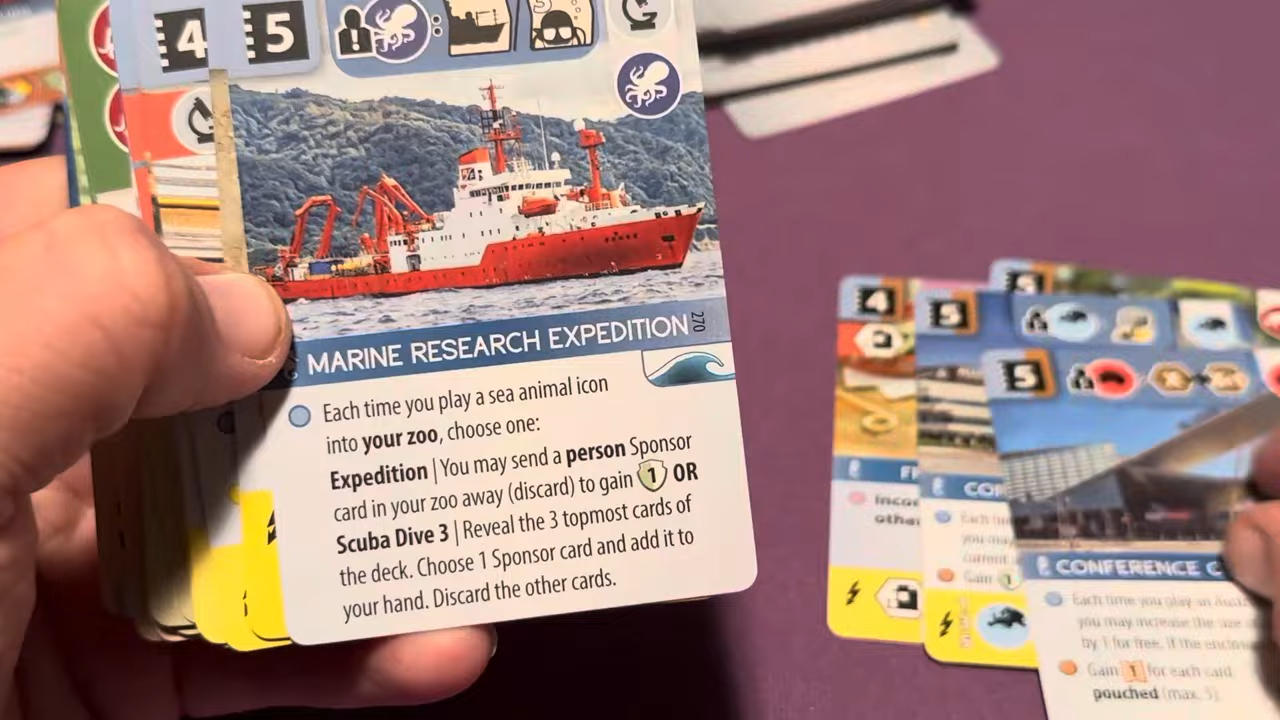 4
5
5
MARINE RESEARCH EXPEDITION
270
Each time you play a sea animal icon
into your zoo, choose one:
Expedition | You may send a person Sponsor
card in your zoo away (discard) to gain 1 OR
Scuba Dive 3 | Reveal the 3 topmost cards of
the deck. Choose 1 Sponsor card and add it to
your hand. Discard the other cards.
4
5
5
CONFERENCE C
Each time you play an
you may increase the size
by 1 for free, if the
Gain 1 for each card
pouched (max. 3).
Gain 1